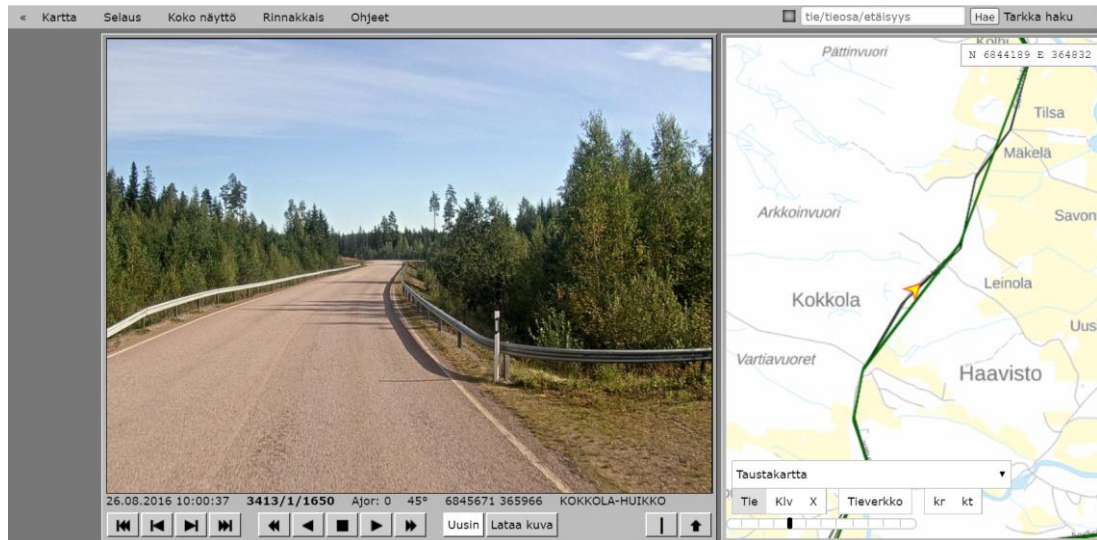 « Kartta Selaus Koko näyttö Rinnakkais Ohjeet tie/tieosa/etäisyys Hae Tarkka haku
N 6844189 E 364832
Pättinvuori
Tilsa
Mäkelä
Arkkoinvuori
Savon
Leinola
Kokkola
Uus
Vartiavuoret
Haavisto
Taustakartta
Tie Klv X Tieverkko kr kt
26.08.2016 10:00:37 3413/1/1650 Ajor: 0 45° 6845671 365966 KOKKOLA-HUIKKO
Uusin Lataa kuva